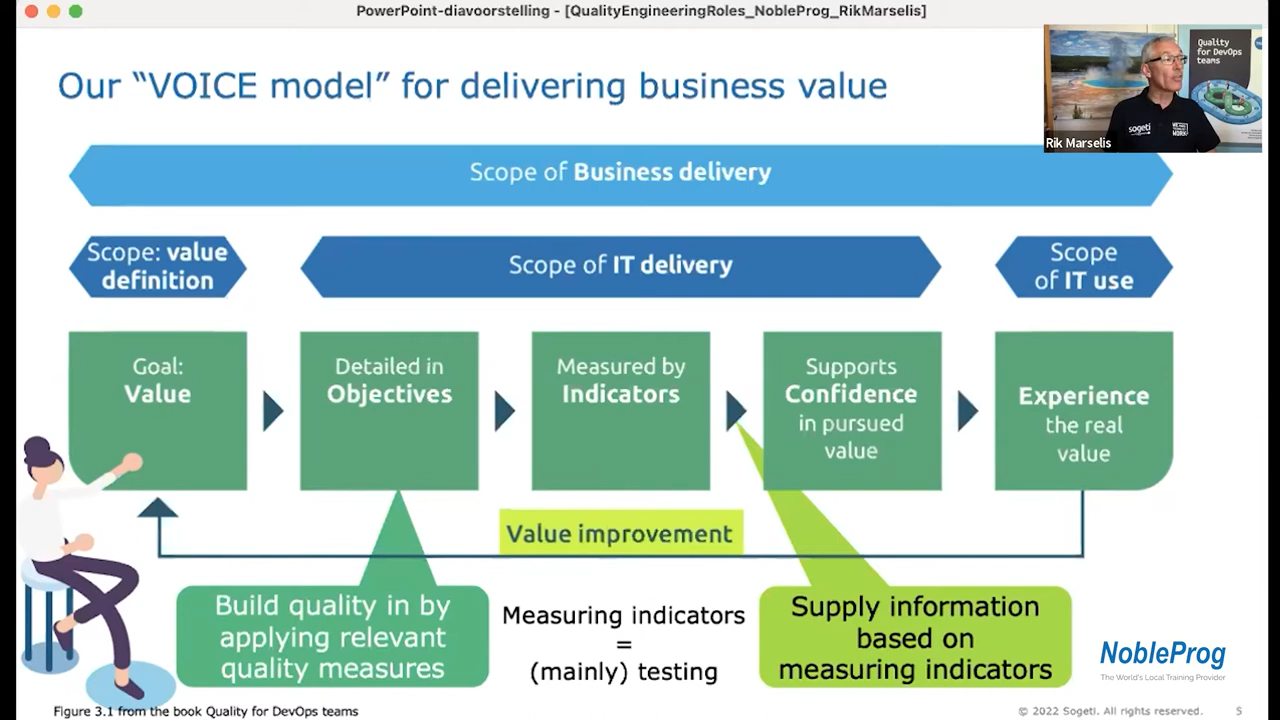 PowerPoint-diavoorstelling - [QualityEngineeringRoles_NobleProg_RikMarselis]
Our “VOICE model” for delivering business value
Quality
for DevOps
teams
sogeti
Rik Marselis
Scope of Business delivery
Scope: value
definition
Scope of IT delivery
Scope
of IT use
Goal:
Value
Detailed in
Objectives
Measured by
Indicators
Supports
Confidence
in pursued
value
Experience
the real
value
Value improvement
Build quality in by
applying relevant
quality measures
Measuring indicators
=
(mainly) testing
Supply information
based on
measuring indicators
NobleProg
The World's Local Training Provider
Figure 3.1 from the book Quality for DevOps teams
© 2022 Sogeti. All rights reserved.
5